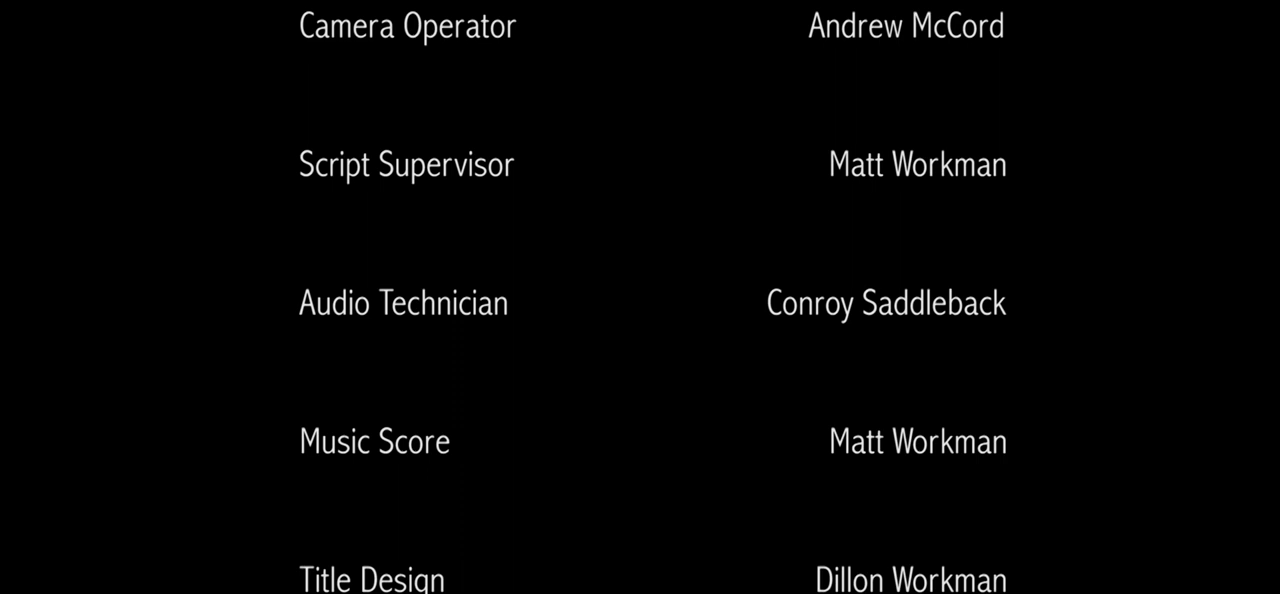 Camera Operator Andrew McCord
Script Supervisor Matt Workman
Audio Technician Conroy Saddleback
Music Score Matt Workman
Title Design Dillon Workman